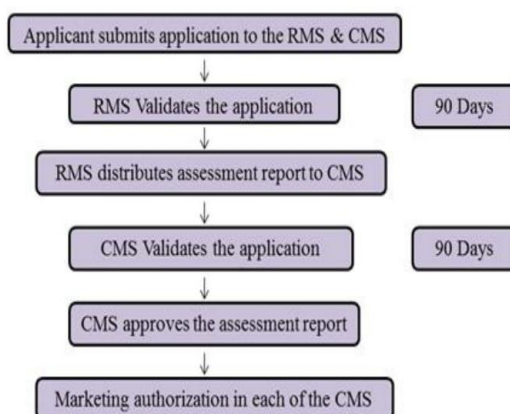 Applicant submits application to the RMS & CMS
RMS Validates the application
90 Days
RMS distributes assessment report to CMS
CMS Validates the application
90 Days
CMS approves the assessment report
Marketing authorization in each of the CMS